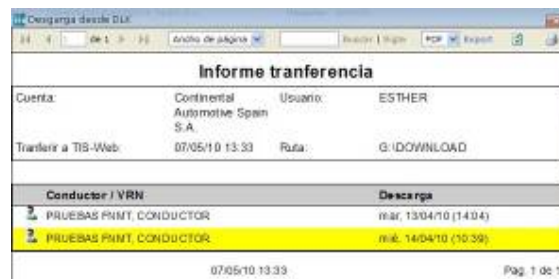 Descarga desde DLK
1 de 1 Ancho de página Buscar | Siguie PDF Export
Informe tranferencia
Cuenta: Continental Automotive Spain S.A. Usuario: ESTHER
Tranferir a TIS-Web: 07/05/10 13:33 Ruta: G:\DOWNLOAD
Conductor / VRN Descarga
PRUEBAS FNMT, CONDUCTOR mar, 13/04/10 (14:04)
PRUEBAS FNMT, CONDUCTOR mié, 14/04/10 (10:39)
07/05/10 13:33 Pag. 1 de